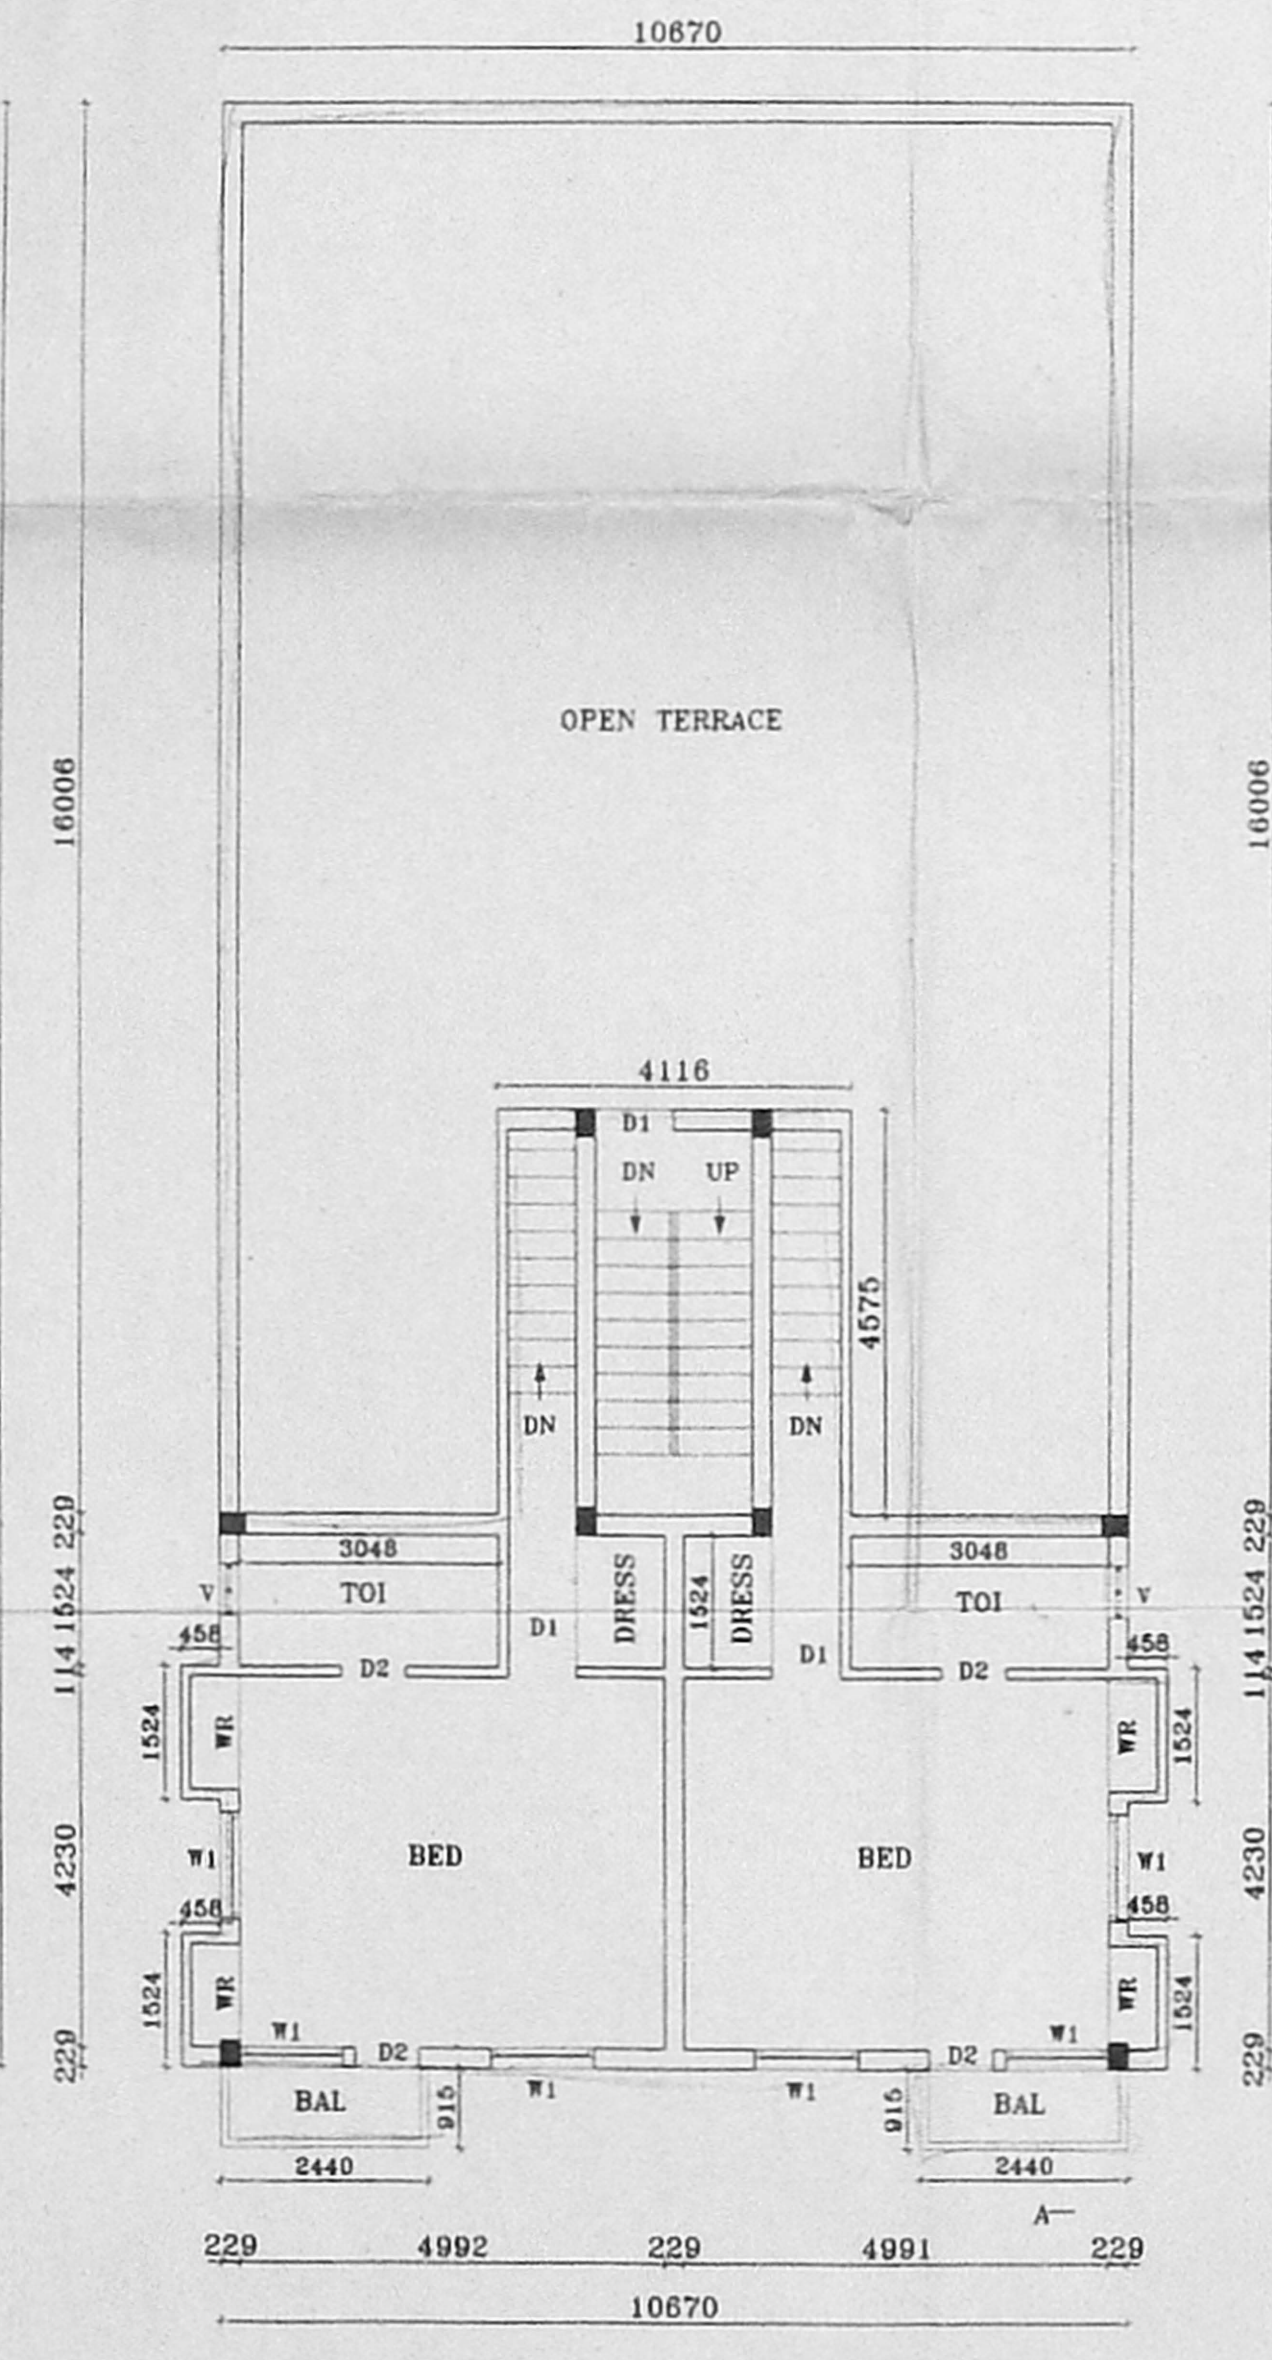 10670
16006
16006
OPEN TERRACE
4116
D1
DN UP
4575
DN DN
229 229
3048 3048
V TOI DRESS 1524 DRESS TOI V
1524 1524
D1 D1
458 458
114 D2 D2 114
1524 WR WR 1524
BED BED
W1 W1
4230 4230
458 458
1524 WR WR 1524
W1 W1
229 D2 D2 229
W1 W1
BAL 915 915 BAL
2440 2440
A
229 4992 229 4991 229
10670